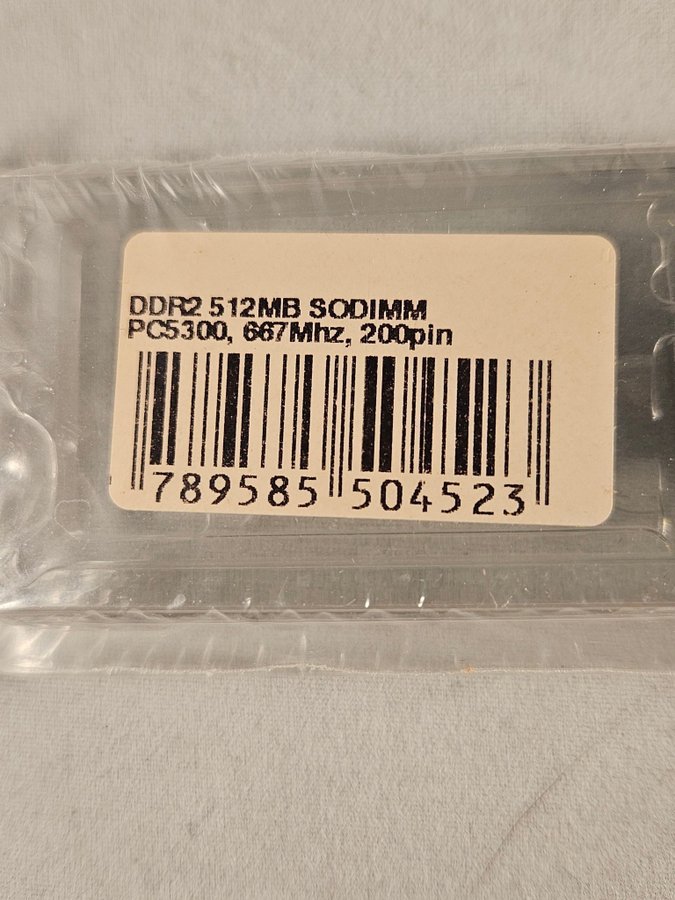 DDR2 512MB SODIMM
PC5300, 667Mhz, 200pin
789585 504523